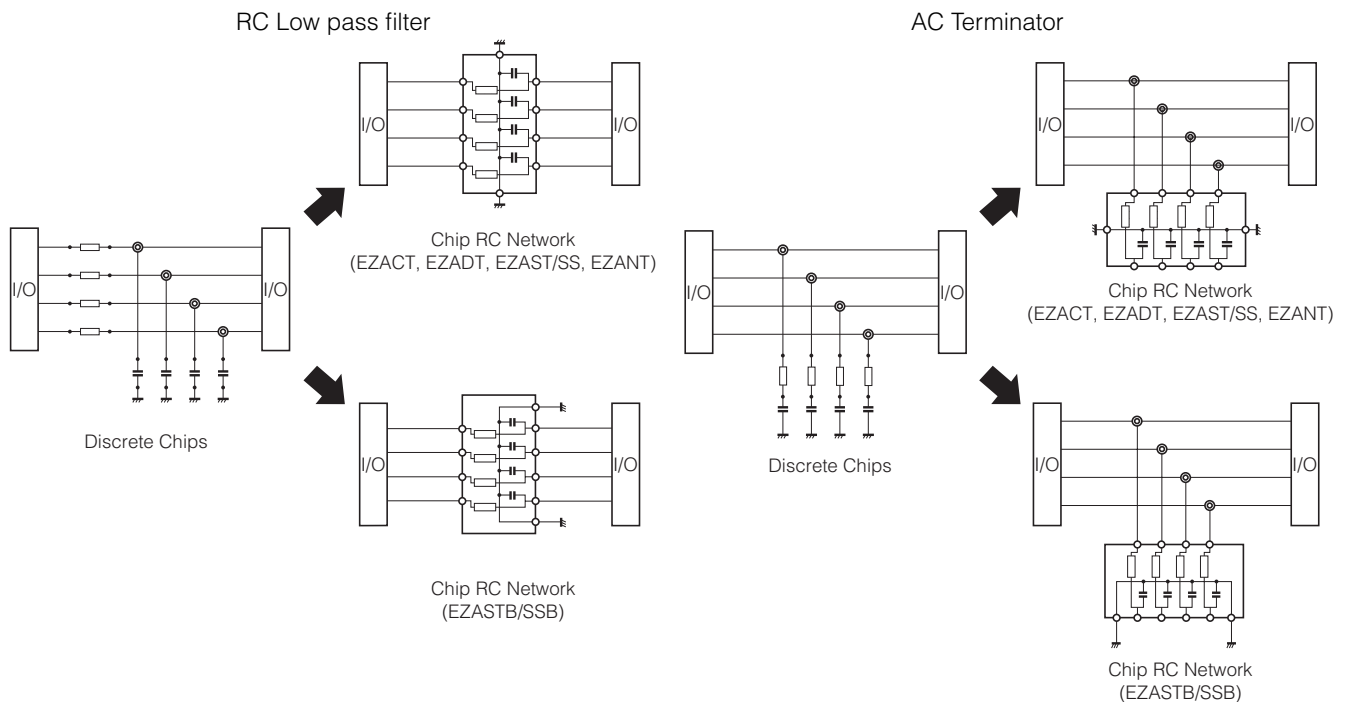 RC Low pass filter
I/O
I/O
Chip RC Network
(EZACT, EZADT, EZAST/SS, EZANT)
I/O
I/O
Discrete Chips
I/O
I/O
Chip RC Network
(EZASTB/SSB)
AC Terminator
I/O
I/O
Chip RC Network
(EZACT, EZADT, EZAST/SS, EZANT)
I/O
I/O
Discrete Chips
I/O
I/O
Chip RC Network
(EZASTB/SSB)